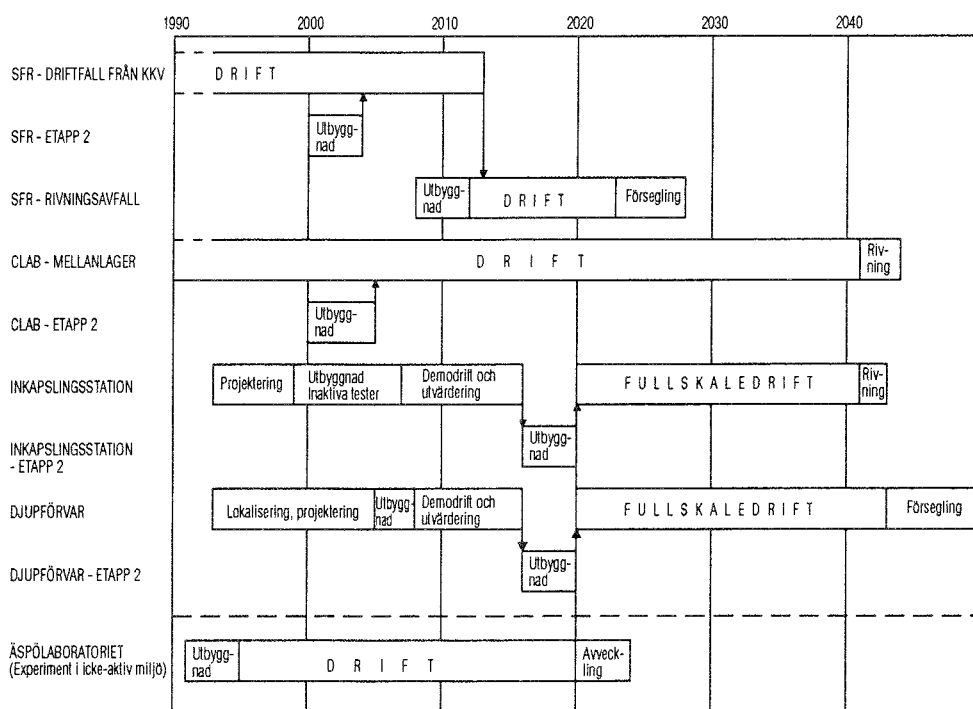 1990 2000 2010 2020 2030 2040
SFR - DRIFTFALL FRÅN KKV
D R I F T
SFR - ETAPP 2
Utbygg-
nad
SFR - RIVNINGSAVFALL
Utbygg-
nad
D R I F T
Försegling
CLAB - MELLANLAGER
D R I F T
Riv-
ning
CLAB - ETAPP 2
Utbygg-
nad
INKAPSLINGSSTATION
Projektering
Utbyggnad
Inaktiva tester
Demodrift och
utvärdering
F U L L S K A L E D R I F T
Riv-
ning
INKAPSLINGSSTATION
- ETAPP 2
Utbygg-
nad
DJUPFÖRVAR
Lokalisering, projektering
Utbygg-
nad
Demodrift och
utvärdering
F U L L S K A L E D R I F T
Försegling
DJUPFÖRVAR - ETAPP 2
Utbygg-
nad
ÄSPÖLABORATORIET
(Experiment i icke-aktiv miljö)
Utbygg-
nad
D R I F T
Avveck-
ling